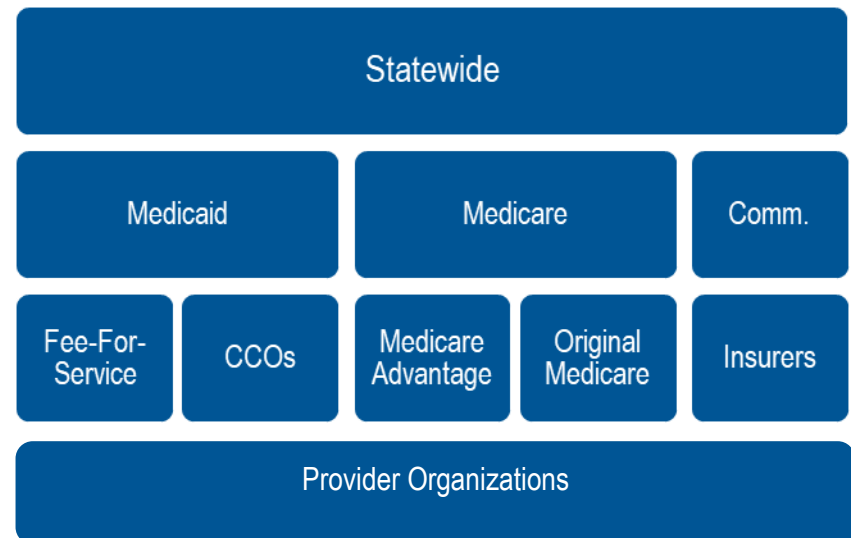 Statewide
Medicaid
Medicare
Comm.
Fee-For-
Service
CCOs
Medicare
Advantage
Original
Medicare
Insurers
Provider Organizations